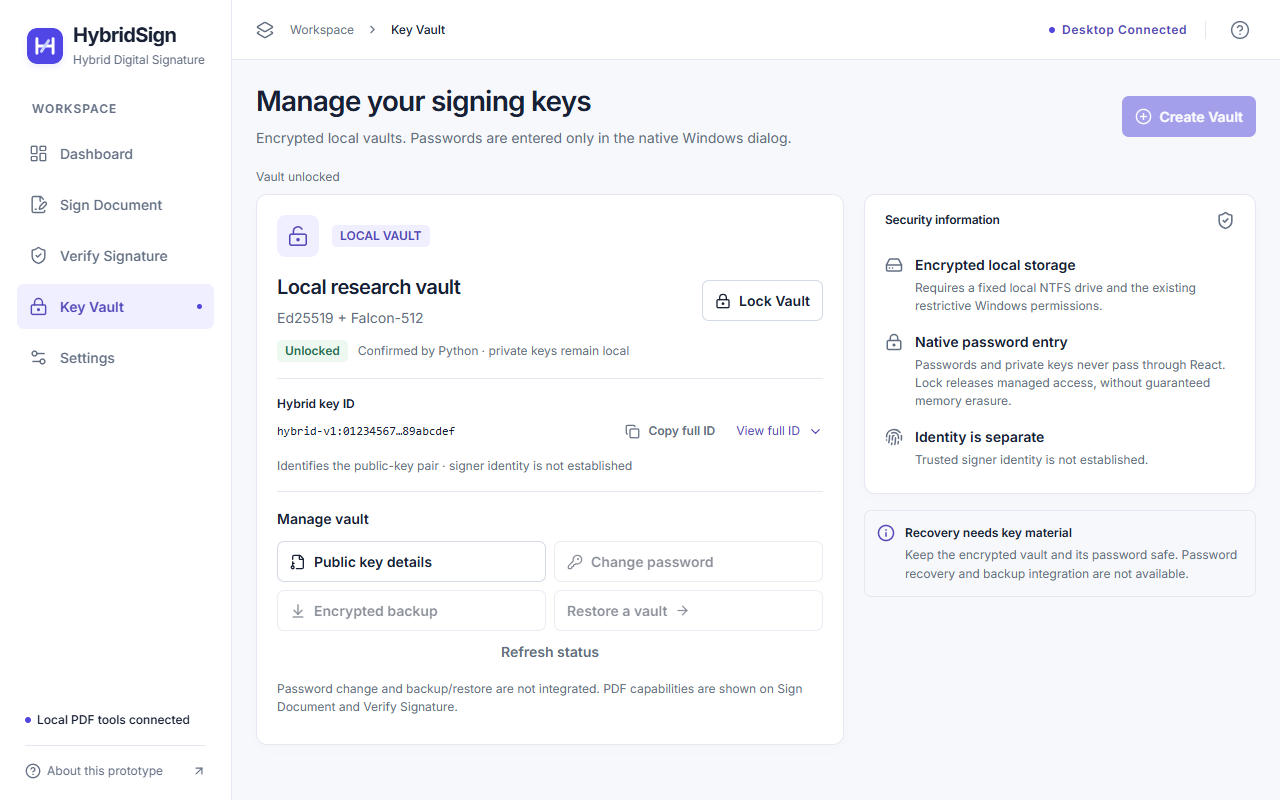 HybridSign
Hybrid Digital Signature
WORKSPACE
Dashboard
Sign Document
Verify Signature
Key Vault
Settings
Local PDF tools connected
About this prototype
Workspace
Key Vault
Desktop Connected
Manage your signing keys
Encrypted local vaults. Passwords are entered only in the native Windows dialog.
Create Vault
Vault unlocked
LOCAL VAULT
Local research vault
Ed25519 + Falcon-512
Lock Vault
Unlocked
Confirmed by Python · private keys remain local
Hybrid key ID
hybrid-v1:01234567…89abcdef
Copy full ID
View full ID
Identifies the public-key pair · signer identity is not established
Manage vault
Public key details
Change password
Encrypted backup
Restore a vault
Refresh status
Password change and backup/restore are not integrated. PDF capabilities are shown on Sign
Document and Verify Signature.
Security information
Encrypted local storage
Requires a fixed local NTFS drive and the existing
restrictive Windows permissions.
Native password entry
Passwords and private keys never pass through React.
Lock releases managed access, without guaranteed
memory erasure.
Identity is separate
Trusted signer identity is not established.
Recovery needs key material
Keep the encrypted vault and its password safe. Password
recovery and backup integration are not available.